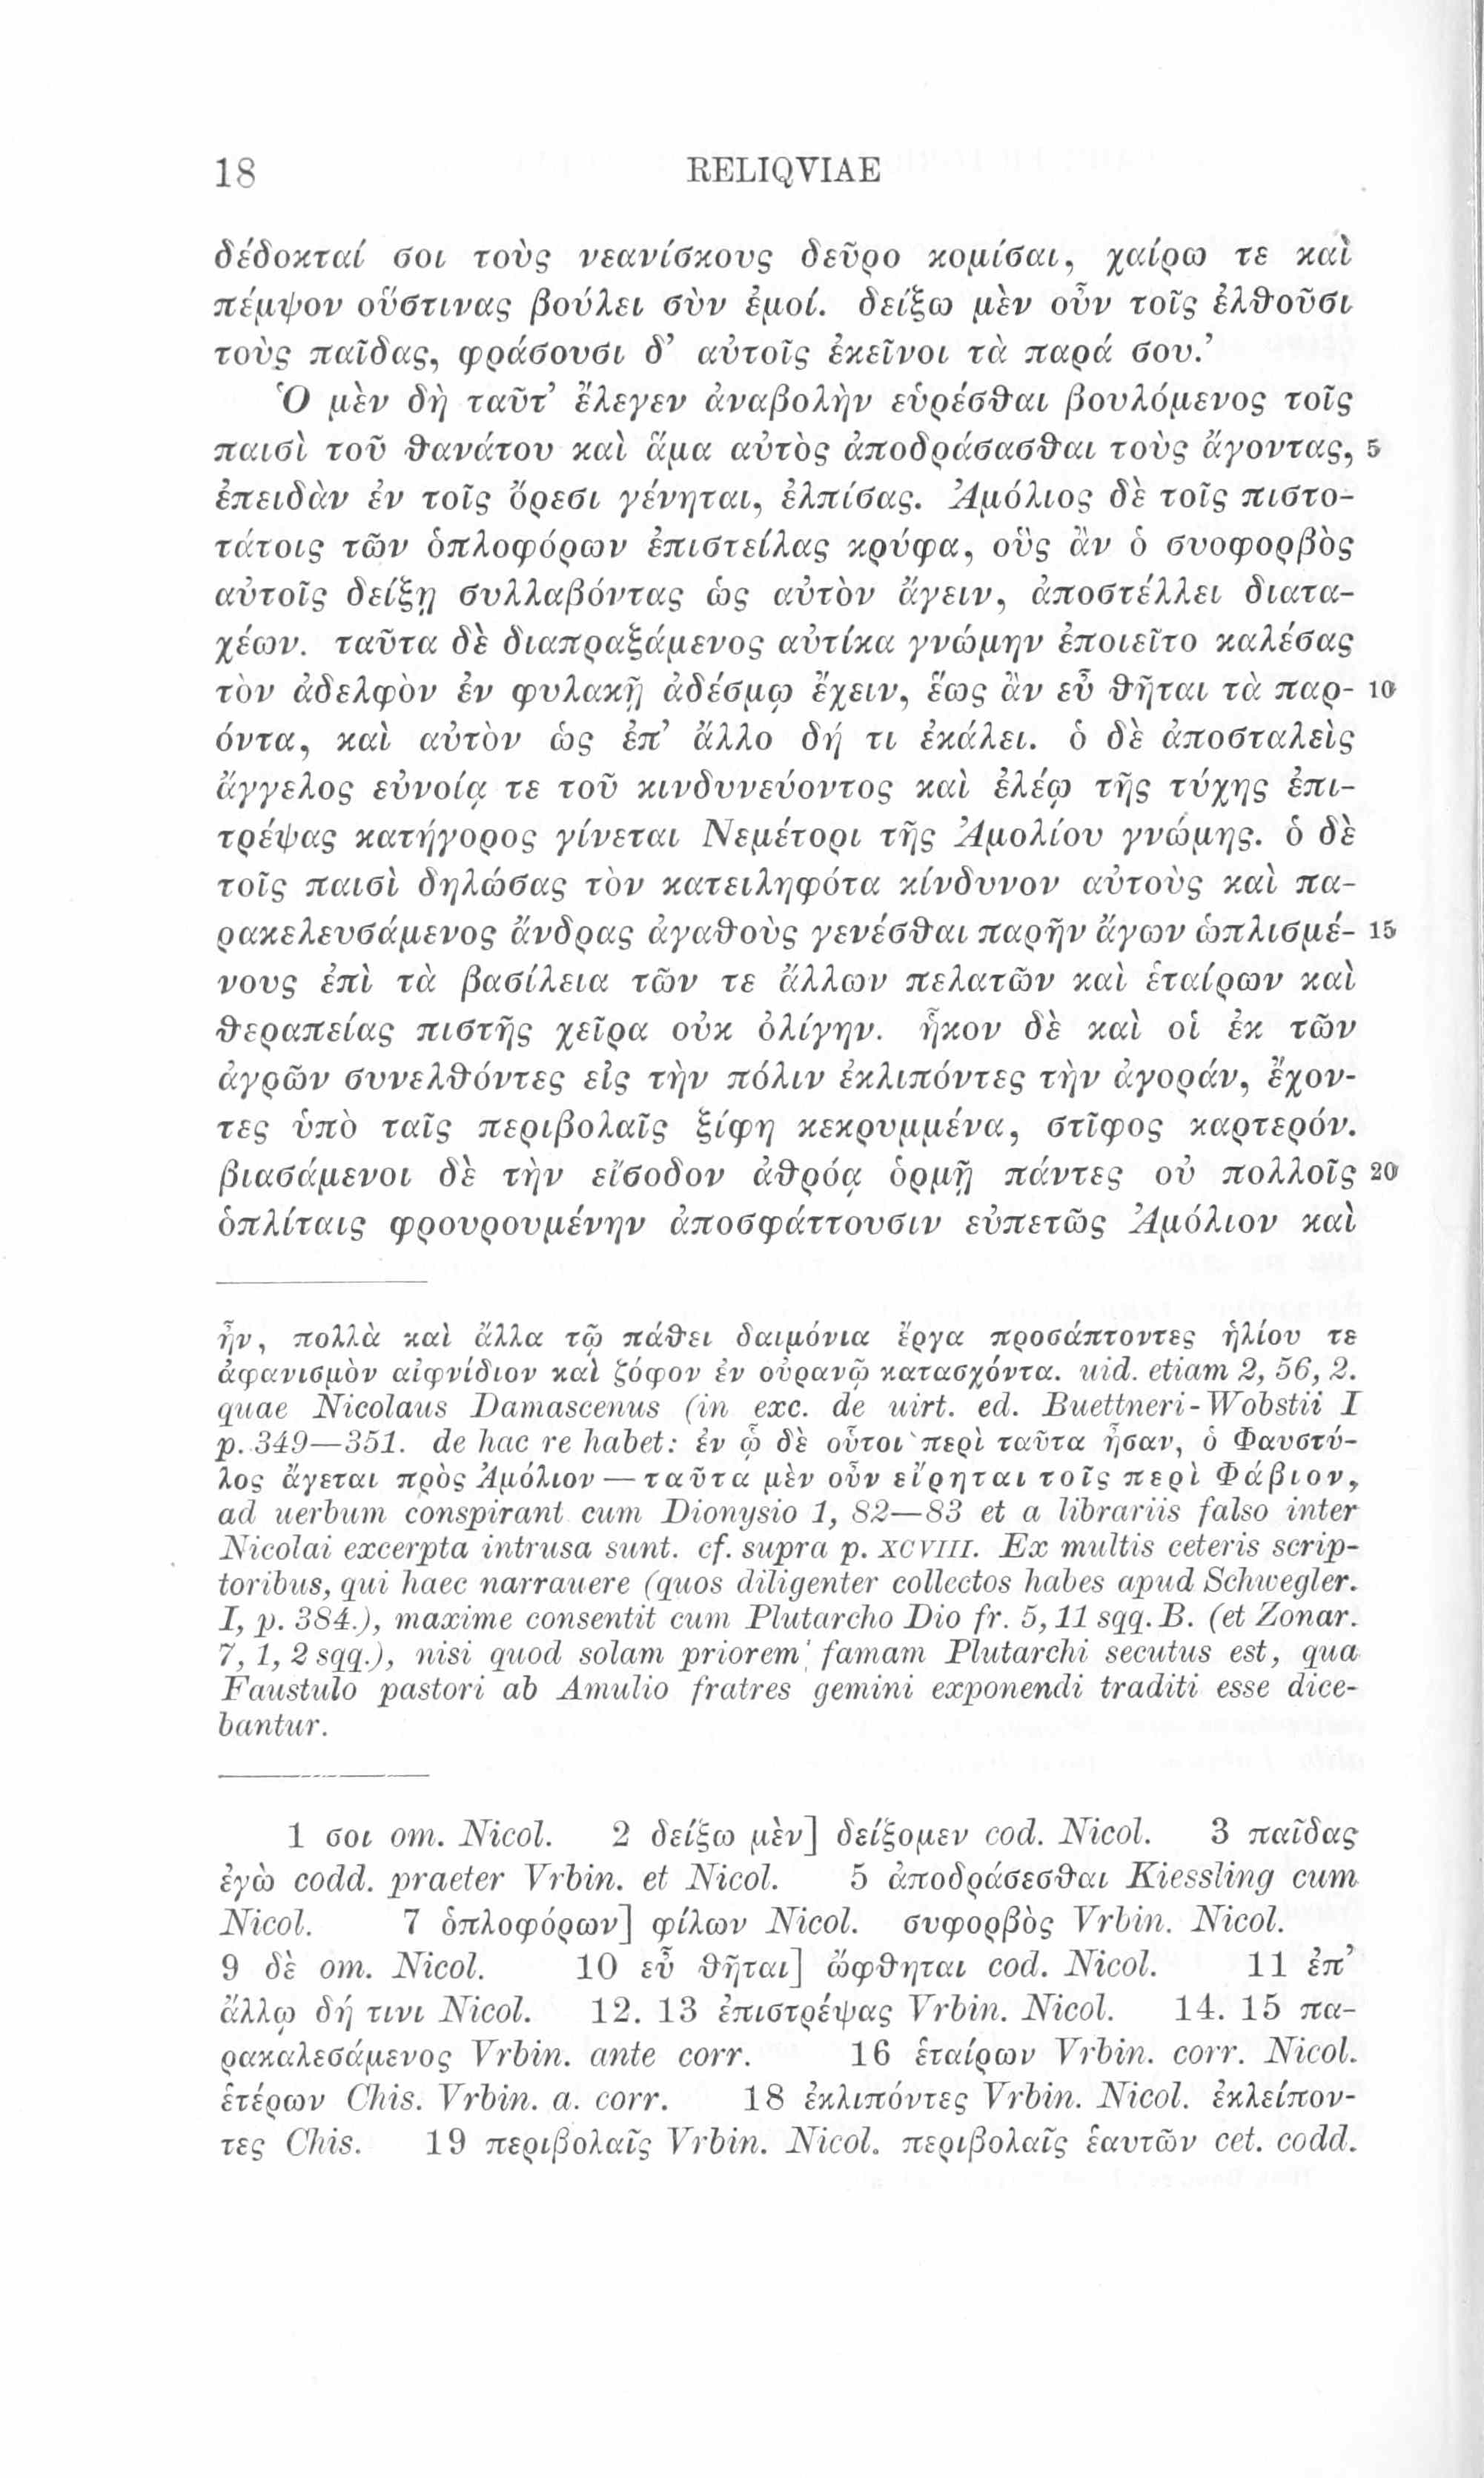 18 RELIQVIAE
δέδοκταί σοι τοὺς νεανίσκους δεῦρο κομίσαι, χαίρω τε καὶ
πέμψον οὕστινας βούλει σὺν ἐμοί. δείξω μὲν οὖν τοῖς ἐλθοῦσι
τοὺς παῖδας, φράσουσι δ’ αὐτοῖς ἐκεῖνοι τὰ παρά σου.’
Ὁ μὲν δὴ ταῦτ’ ἔλεγεν ἀναβολὴν εὑρέσθαι βουλόμενος τοῖς
παισὶ τοῦ θανάτου καὶ ἅμα αὐτὸς ἀποδράσασθαι τοὺς ἄγοντας, 5
ἐπειδὰν ἐν τοῖς ὄρεσι γένηται, ἐλπίσας. Ἀμόλιος δὲ τοῖς πιστο-
τάτοις τῶν ὁπλοφόρων ἐπιστείλας κρύφα, οὓς ἂν ὁ συοφορβὸς
αὐτοῖς δείξῃ συλλαβόντας ὡς αὐτὸν ἄγειν, ἀποστέλλει διατα-
χέων. ταῦτα δὲ διαπραξάμενος αὐτίκα γνώμην ἐποιεῖτο καλέσας
τὸν ἀδελφὸν ἐν φυλακῇ ἀδέσμῳ ἔχειν, ἕως ἂν εὖ θῆται τὰ παρ- 10
όντα, καὶ αὐτὸν ὡς ἐπ’ ἄλλο δή τι ἐκάλει. ὁ δὲ ἀποσταλεὶς
ἄγγελος εὐνοίᾳ τε τοῦ κινδυνεύοντος καὶ ἐλέῳ τῆς τύχης ἐπι-
τρέψας κατήγορος γίνεται Νεμέτορι τῆς Ἀμολίου γνώμης. ὁ δὲ
τοῖς παισὶ δηλώσας τὸν κατειληφότα κίνδυνον αὐτοὺς καὶ πα-
ρακελευσάμενος ἄνδρας ἀγαθοὺς γενέσθαι παρῆν ἄγων ὡπλισμέ- 15
νους ἐπὶ τὰ βασίλεια τῶν τε ἄλλων πελατῶν καὶ ἑταίρων καὶ
θεραπείας πιστῆς χεῖρα οὐκ ὀλίγην. ἧκον δὲ καὶ οἱ ἐκ τῶν
ἀγρῶν συνελθόντες εἰς τὴν πόλιν ἐκλιπόντες τὴν ἀγοράν, ἔχον-
τες ὑπὸ ταῖς περιβολαῖς ξίφη κεκρυμμένα, στῖφος καρτερόν.
βιασάμενοι δὲ τὴν εἴσοδον ἀθρόᾳ ὁρμῇ πάντες οὐ πολλοῖς 20
ὁπλίταις φρουρουμένην ἀποσφάττουσιν εὐπετῶς Ἀμόλιον καὶ
ἦν, πολλὰ καὶ ἄλλα τῷ πάθει δαιμόνια ἔργα προσάπτοντες ἡλίου τε
ἀφανισμὸν αἰφνίδιον καὶ ζόφον ἐν οὐρανῷ κατασχόντα. uid. etiam 2, 56, 2.
quae Nicolaus Damascenus (in exc. de uirt. ed. Buettneri-Wobstii I
p. 349—351. de hac re habet: ἐν ᾧ δὲ οὗτοι περὶ ταῦτα ἦσαν, ὁ Φαυστύ-
λος ἄγεται πρὸς Ἀμόλιον — ταῦτα μὲν οὖν εἴρηται τοῖς περὶ Φάβιον,
ad uerbum conspirant cum Dionysio 1, 82—83 et a librariis falso inter
Nicolai excerpta intrusa sunt. cf. supra p. XCVIII. Ex multis ceteris scrip-
toribus, qui haec narrauere (quos diligenter collectos habes apud Schwegler.
I, p. 384.), maxime consentit cum Plutarcho Dio fr. 5, 11 sqq. B. (et Zonar.
7, 1, 2 sqq.), nisi quod solam priorem famam Plutarchi secutus est, qua
Faustulo pastori ab Amulio fratres gemini exponendi traditi esse dice-
bantur.
1 σοι om. Nicol. 2 δείξω μὲν] δείξομεν cod. Nicol. 3 παῖδας
ἐγὼ codd. praeter Vrbin. et Nicol. 5 ἀποδράσεσθαι Kiessling cum
Nicol. 7 ὁπλοφόρων] φίλων Nicol. συφορβὸς Vrbin. Nicol.
9 δὲ om. Nicol. 10 εὖ θῆται] ὤφθηται cod. Nicol. 11 ἐπ’
ἄλλῳ δή τινι Nicol. 12. 13 ἐπιστρέψας Vrbin. Nicol. 14. 15 πα-
ρακαλεσάμενος Vrbin. ante corr. 16 ἑταίρων Vrbin. corr. Nicol.
ἑτέρων Chis. Vrbin. a. corr. 18 ἐκλιπόντες Vrbin. Nicol. ἐκλείπον-
τες Chis. 19 περιβολαῖς Vrbin. Nicol. περιβολαῖς ἑαυτῶν cet. codd.